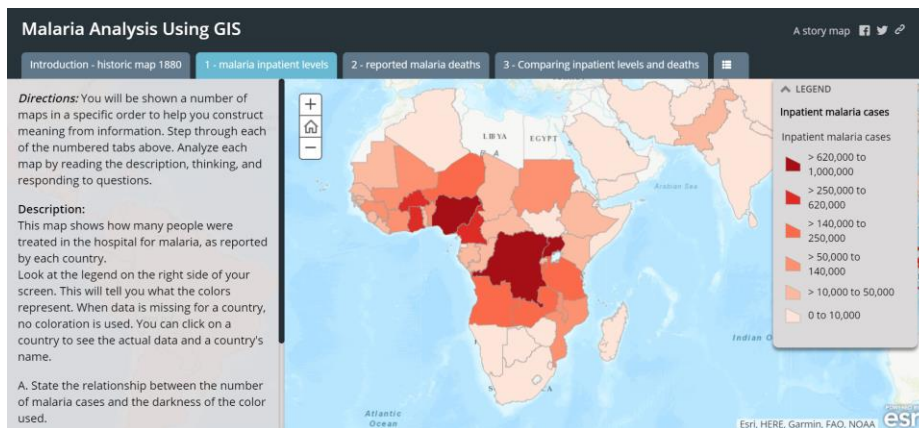 Malaria Analysis Using GIS
A story map
Introduction - historic map 1880
1 - malaria inpatient levels
2 - reported malaria deaths
3 - Comparing inpatient levels and deaths
Directions: You will be shown a number of
maps in a specific order to help you construct
meaning from information. Step through each
of the numbered tabs above. Analyze each
map by reading the description, thinking, and
responding to questions.
Description:
This map shows how many people were
treated in the hospital for malaria, as reported
by each country.
Look at the legend on the right side of your
screen. This will tell you what the colors
represent. When data is missing for a country,
no coloration is used. You can click on a
country to see the actual data and a country's
name.
A. State the relationship between the number
of malaria cases and the darkness of the color
used.
+
−
LIBYA
EGYPT
Arabian Sea
Indian O
Atlantic
Ocean
LEGEND
Inpatient malaria cases
Inpatient malaria cases
> 620,000 to
1,000,000
> 250,000 to
620,000
> 140,000 to
250,000
> 50,000 to
140,000
> 10,000 to 50,000
0 to 10,000
Esri, HERE, Garmin, FAO, NOAA
esri